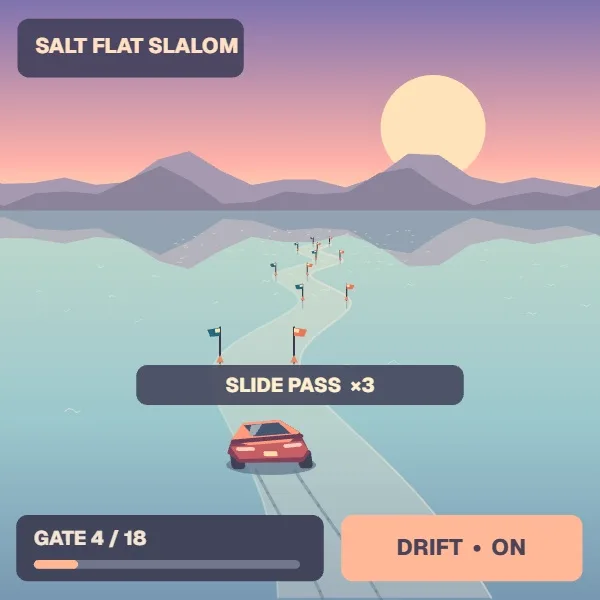 SALT FLAT SLALOM
SLIDE PASS ×3
GATE 4 / 18
DRIFT • ON